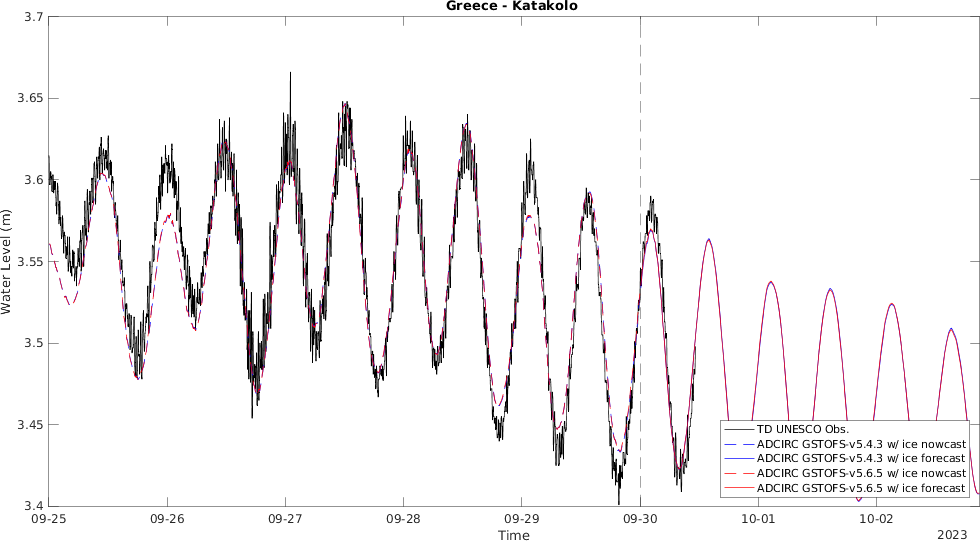 Greece - Katakolo
3.7
3.65
3.6
3.55
3.5
3.45
3.4
Water Level (m)
TD UNESCO Obs.
ADCIRC GSTOFS-v5.4.3 w/ ice nowcast
ADCIRC GSTOFS-v5.4.3 w/ ice forecast
ADCIRC GSTOFS-v5.6.5 w/ ice nowcast
ADCIRC GSTOFS-v5.6.5 w/ ice forecast
09-25 09-26 09-27 09-28 09-29 09-30 10-01 10-02
Time
2023